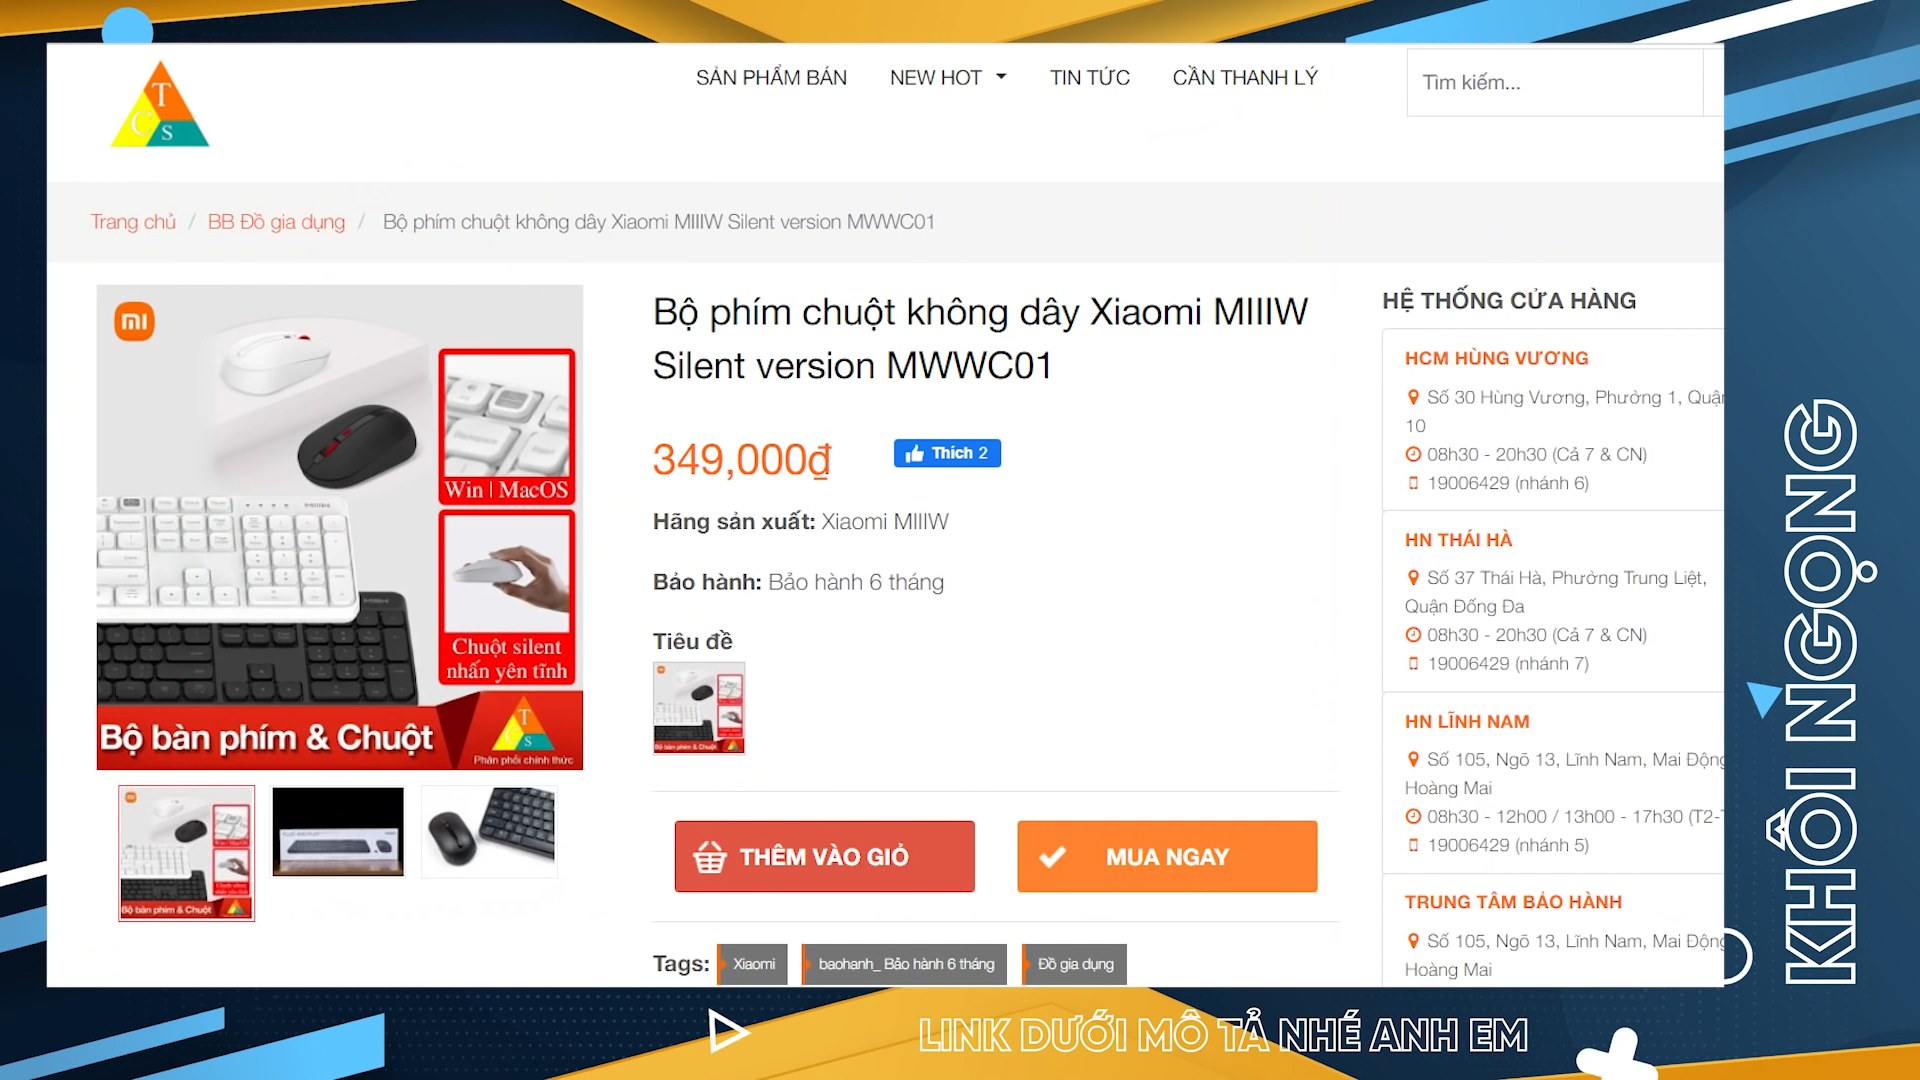 T
C S
SẢN PHẨM BÁN
NEW HOT
TIN TỨC
CẦN THANH LÝ
Tìm kiếm...
Trang chủ / BB Đồ gia dụng / Bộ phím chuột không dây Xiaomi MIIIW Silent version MWWC01
Bộ phím chuột không dây Xiaomi MIIIW
Silent version MWWC01
349,000₫
Thích 2
Hãng sản xuất: Xiaomi MIIIW
Bảo hành: Bảo hành 6 tháng
Tiêu đề
THÊM VÀO GIỎ
MUA NGAY
Tags:
Xiaomi
baohanh_ Bảo hành 6 tháng
Đồ gia dụng
Win | MacOS
Chuột silent
nhấn yên tĩnh
Bộ bàn phím & Chuột
T
C S
Phân phối chính thức
HỆ THỐNG CỬA HÀNG
HCM HÙNG VƯƠNG
Số 30 Hùng Vương, Phường 1, Quận
10
08h30 - 20h30 (Cả 7 & CN)
19006429 (nhánh 6)
HN THÁI HÀ
Số 37 Thái Hà, Phường Trung Liệt,
Quận Đống Đa
08h30 - 20h30 (Cả 7 & CN)
19006429 (nhánh 7)
HN LĨNH NAM
Số 105, Ngõ 13, Lĩnh Nam, Mai Động
Hoàng Mai
08h30 - 12h00 / 13h00 - 17h30 (T2-
19006429 (nhánh 5)
TRUNG TÂM BẢO HÀNH
Số 105, Ngõ 13, Lĩnh Nam, Mai Động
Hoàng Mai
KHÔI NGỌNG
LINK DƯỚI MÔ TẢ NHÉ ANH EM